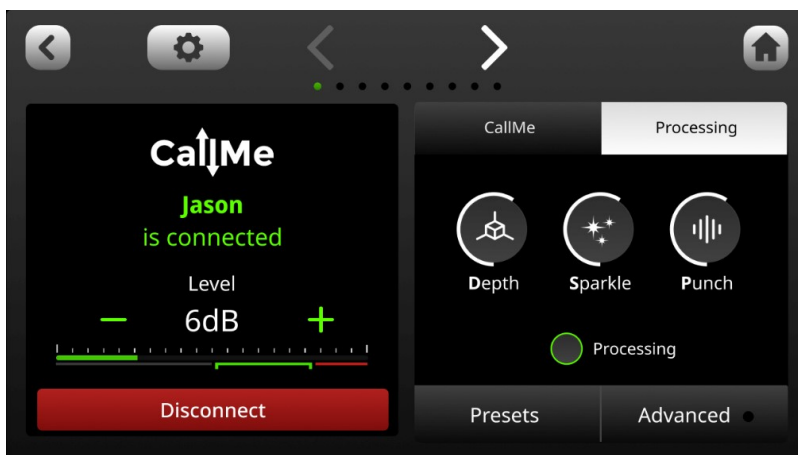 CallMe
Jason
is connected
Level
6dB
Disconnect
CallMe
Processing
Depth
Sparkle
Punch
Processing
Presets
Advanced